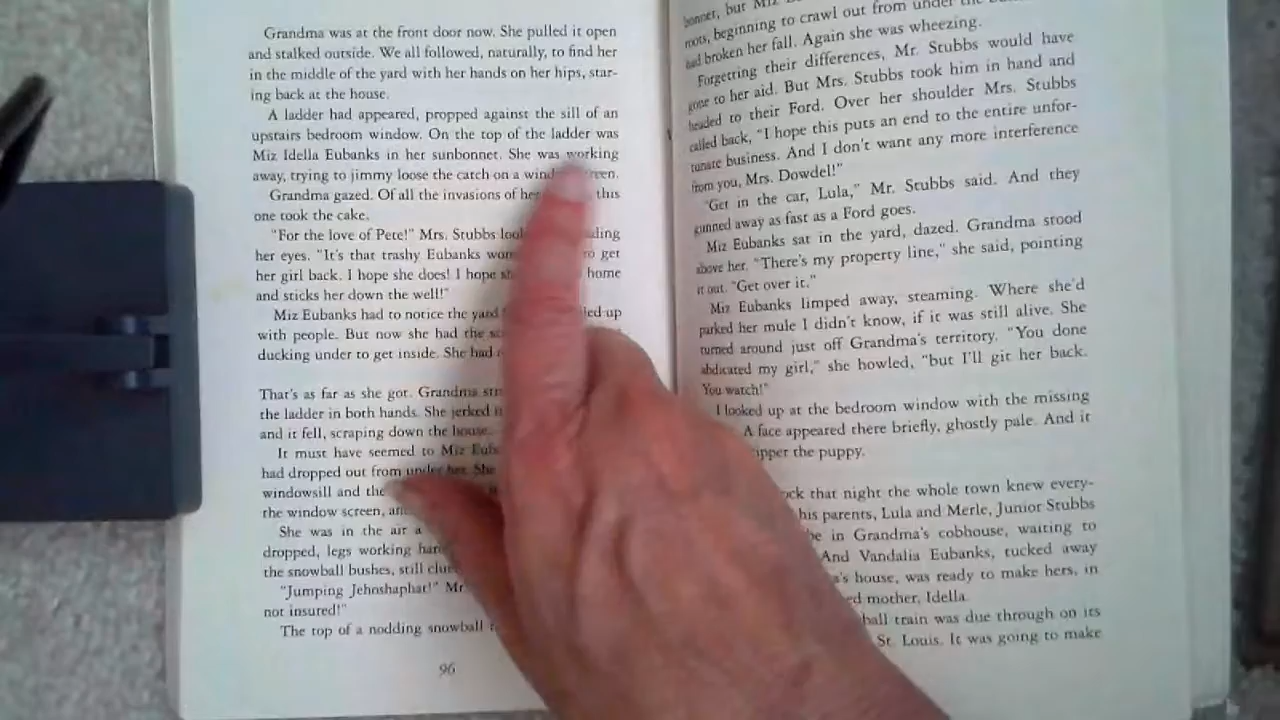 Grandma was at the front door now. She pulled it open
and stalked outside. We all followed, naturally, to find her
in the middle of the yard with her hands on her hips, star-
ing back at the house.
A ladder had appeared, propped against the sill of an
upstairs bedroom window. On the top of the ladder was
Miz Idella Eubanks in her sunbonnet. She was working
away, trying to jimmy loose the catch on a
Grandma gazed. Of all the invasions of this
one took the cake.
"For the love of Pete!" Mrs. Stubbs
her eyes. "It's that trashy Eubanks to get
her girl back. I hope she does! I hope home
and sticks her down the well!"
Miz Eubanks had to notice the yard up
with people. But now she had the
ducking under to get inside. She had
That's as far as she got. Grandma
the ladder in both hands. She jerked
and it fell, scraping down the house.
It must have seemed to Miz
had dropped out from under her. She
windowsill and the
the window screen,
She was in the air a
dropped, legs working
the snowball bushes, still
"Jumping Jehoshaphat!"
not insured!"
The top of a nodding snowball
96
bonnet, but Miz
roots, beginning to crawl out from under the
had broken her fall. Again she was wheezing.
Forgetting their differences, Mr. Stubbs would have
gone to her aid. But Mrs. Stubbs took him in hand and
headed to their Ford. Over her shoulder Mrs. Stubbs
called back, "I hope this puts an end to the entire unfor-
tunate business. And I don't want any more interference
from you, Mrs. Dowdel!"
"Get in the car, Lula," Mr. Stubbs said. And they
gunned away as fast as a Ford goes.
Miz Eubanks sat in the yard, dazed. Grandma stood
above her. "There's my property line," she said, pointing
it out. "Get over it."
Miz Eubanks limped away, steaming. Where she'd
parked her mule I didn't know, if it was still alive. She
turned around just off Grandma's territory. "You done
abdicated my girl," she howled, "but I'll git her back.
You watch!"
I looked up at the bedroom window with the missing
A face appeared there briefly, ghostly pale. And it
the puppy.
that night the whole town knew every-
his parents, Lula and Merle, Junior Stubbs
in Grandma's cobhouse, waiting to
And Vandalia Eubanks, tucked away
house, was ready to make hers, in
mother, Idella.
train was due through on its
St. Louis. It was going to make